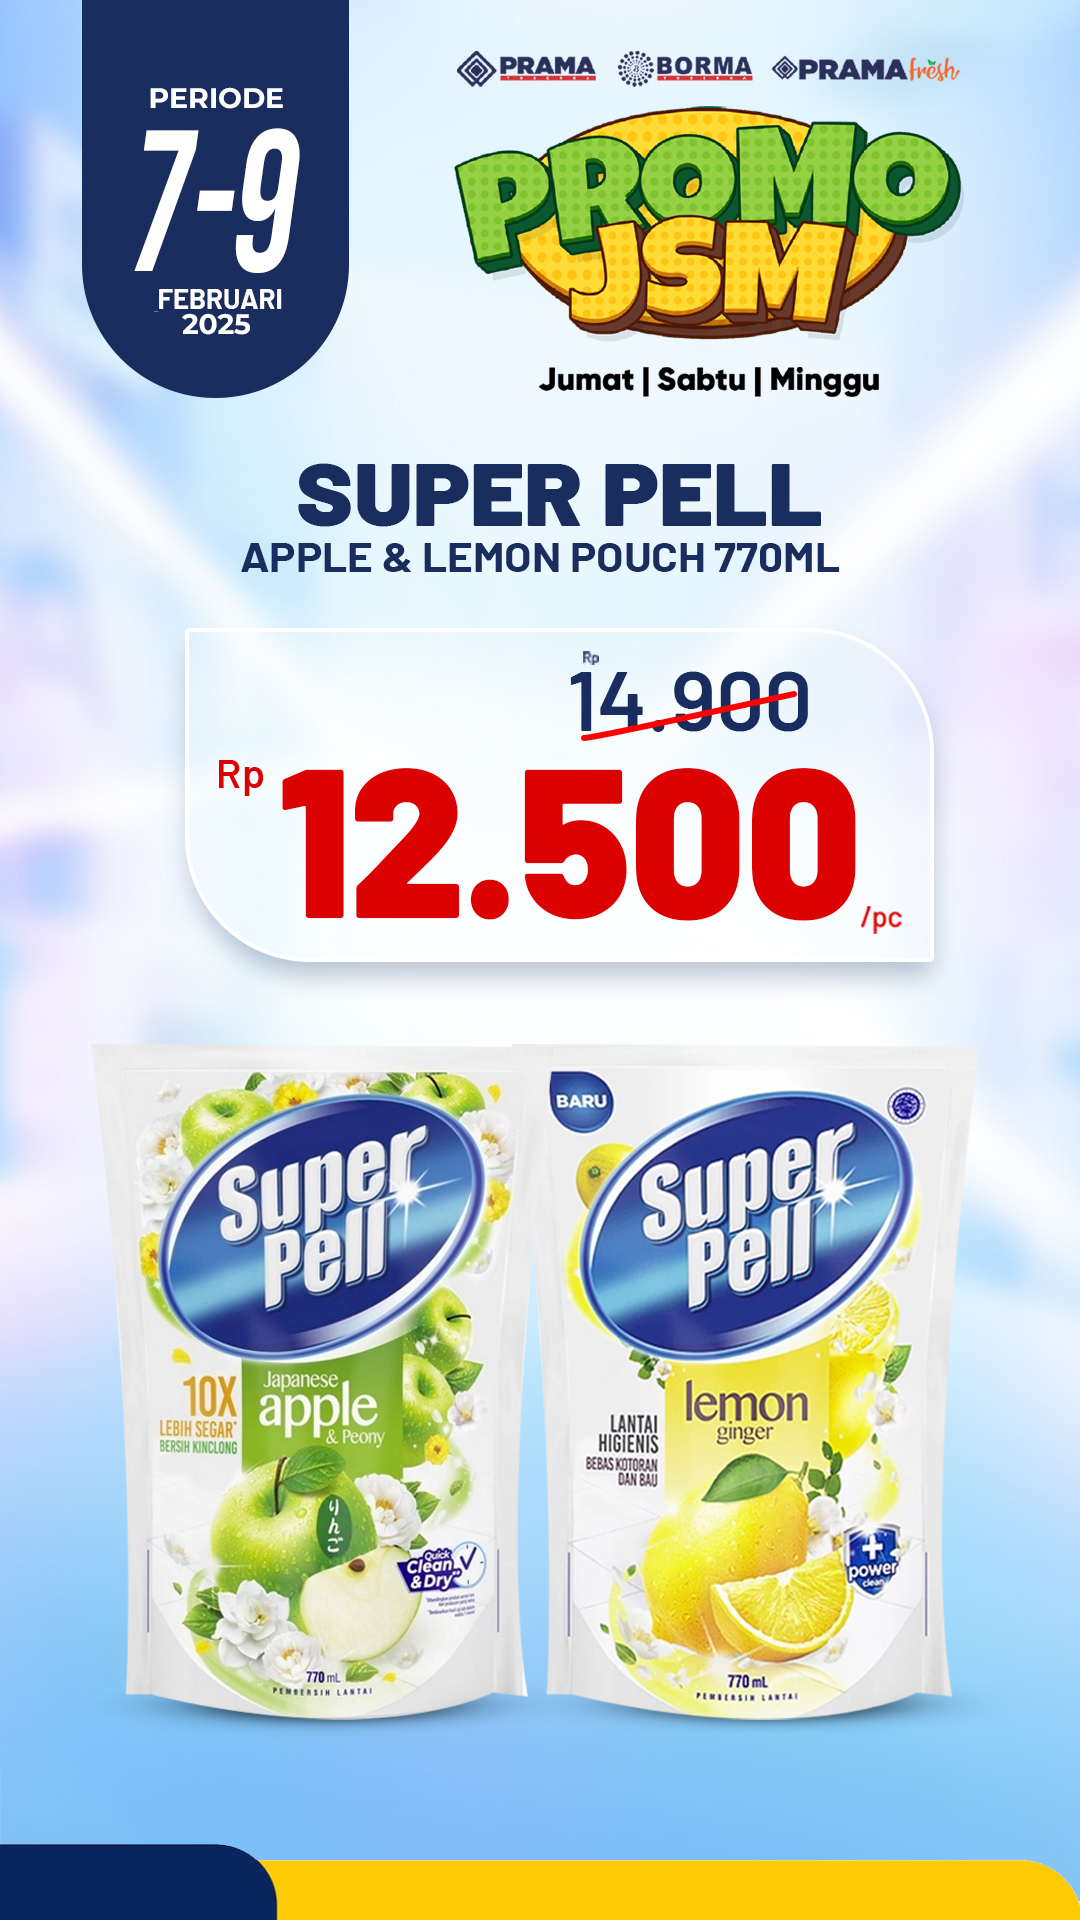 PERIODE
7-9
FEBRUARI
2025
PRAMA
BORMA
PRAMA fresh
PROMO
JSM
Jumat | Sabtu | Minggu
SUPER PELL
APPLE & LEMON POUCH 770ML
Rp
14.900
Rp
12.500
/pc
Super
Pell
10X
LEBIH SEGAR*
BERSIH KINCLONG
Japanese
apple
& Peony
りんご
Quick
Clean
& Dry**
770 mL
PEMBERSIH LANTAI
BARU
Super
Pell
LANTAI
HIGIENIS
BEBAS KOTORAN
DAN BAU
lemon
ginger
+
power
clean
770 mL
PEMBERSIH LANTAI